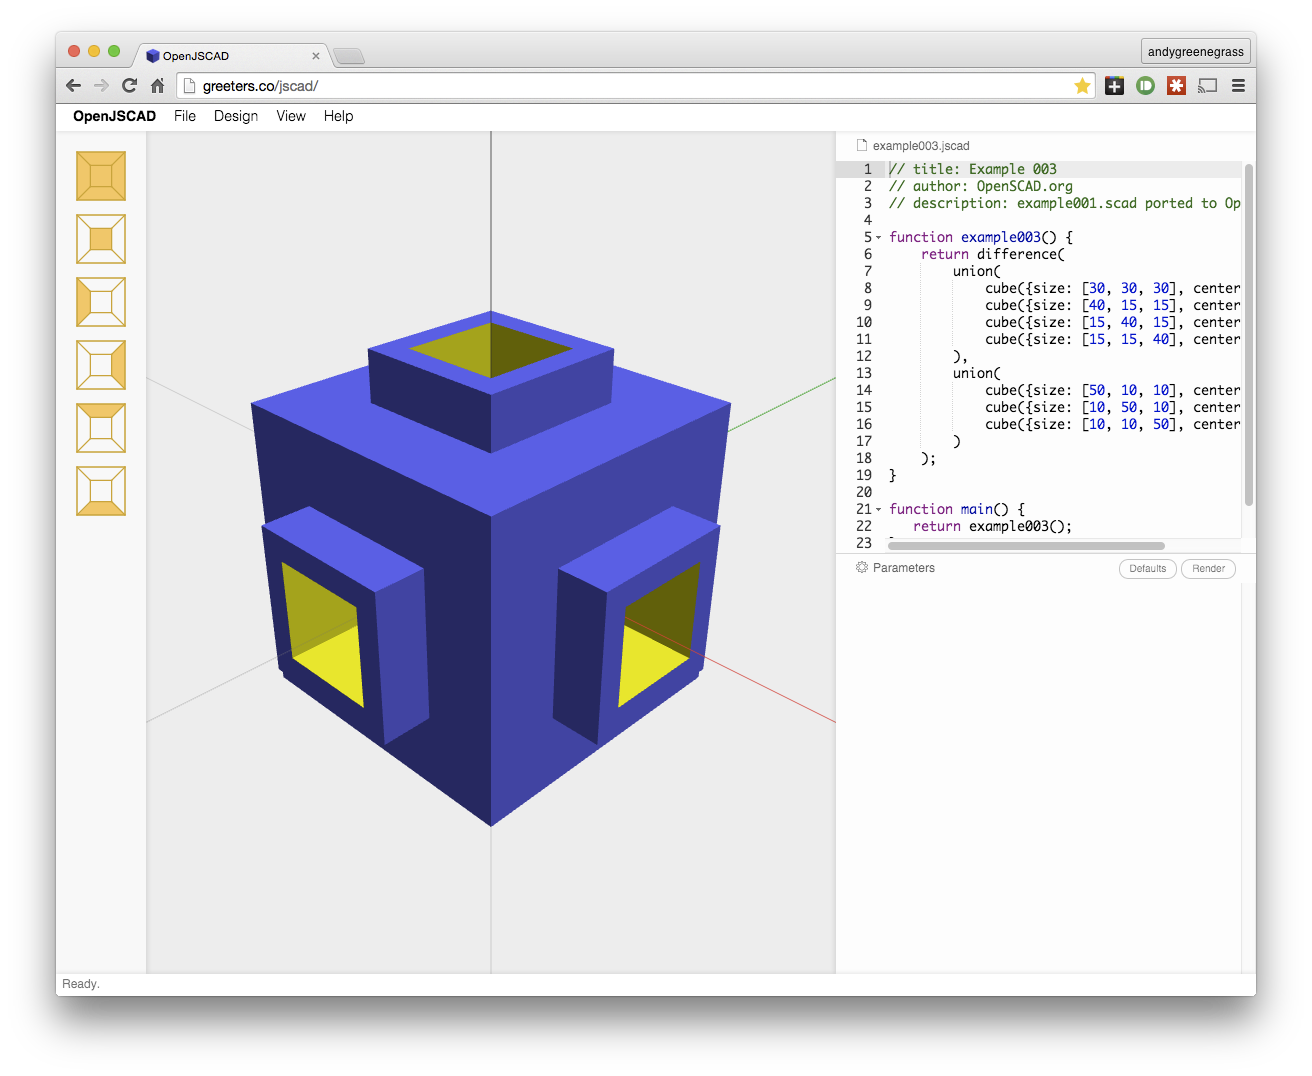 OpenJSCAD
andygreenegrass
greeters.co/jscad/
OpenJSCAD File Design View Help
example003.jscad
1 // title: Example 003
2 // author: OpenSCAD.org
3 // description: example001.scad ported to Op
4
5 function example003() {
6 return difference(
7 union(
8 cube({size: [30, 30, 30], center
9 cube({size: [40, 15, 15], center
10 cube({size: [15, 40, 15], center
11 cube({size: [15, 15, 40], center
12 ),
13 union(
14 cube({size: [50, 10, 10], center
15 cube({size: [10, 50, 10], center
16 cube({size: [10, 10, 50], center
17 )
18 );
19 }
20
21 function main() {
22 return example003();
23
Parameters Defaults Render
Ready.